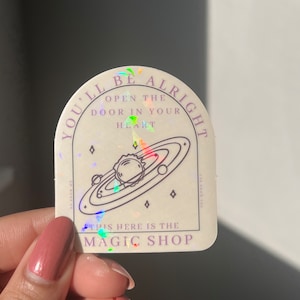 YOU'LL BE ALRIGHT
OPEN THE
DOOR IN YOUR
HEART
THIS HERE IS THE
MAGIC SHOP